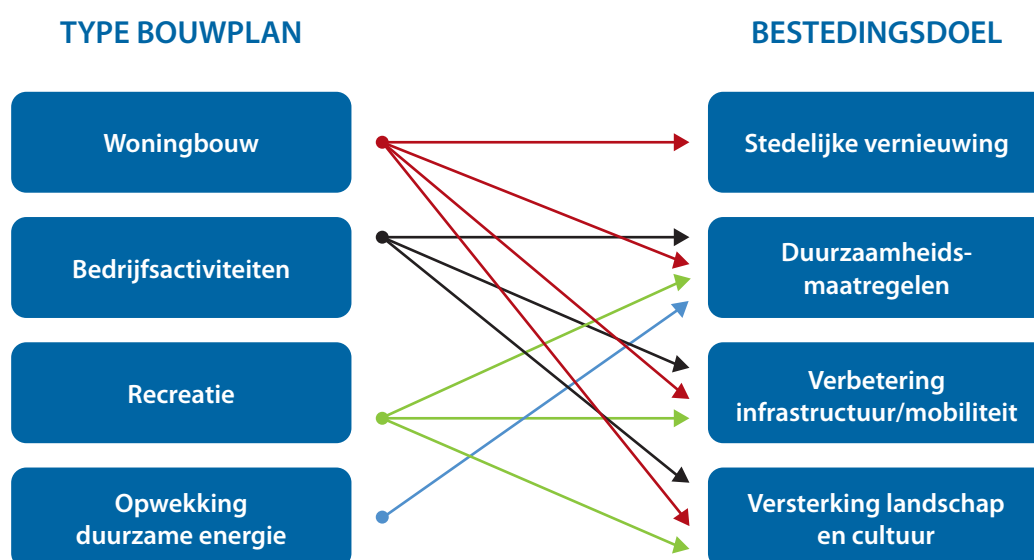 TYPE BOUWPLAN
BESTEDINGSDOEL
Woningbouw
Stedelijke vernieuwing
Bedrijfsactiviteiten
Duurzaamheids-
maatregelen
Recreatie
Verbetering
infrastructuur/mobiliteit
Opwekking
duurzame energie
Versterking landschap
en cultuur